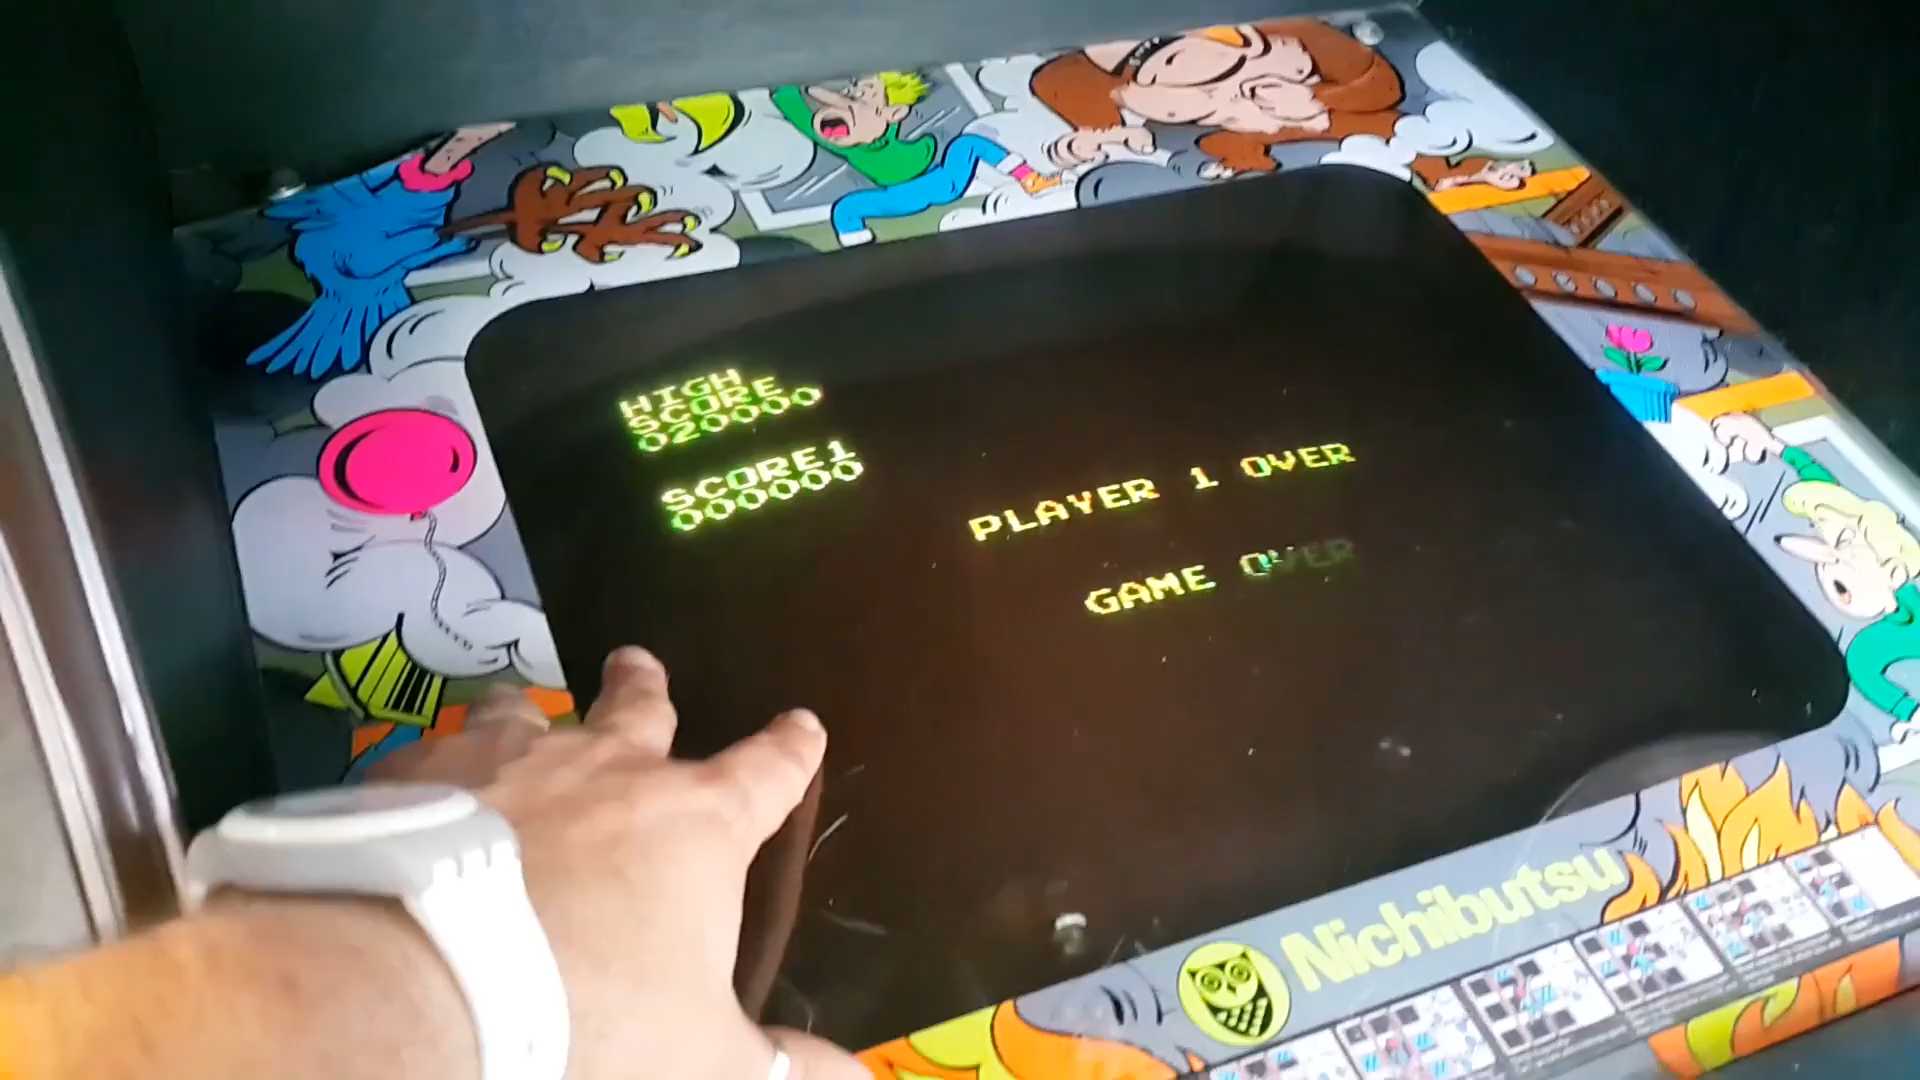 HIGH
SCORE
020000
SCORE1
000000
PLAYER 1 OVER
GAME OVER
Nichibutsu